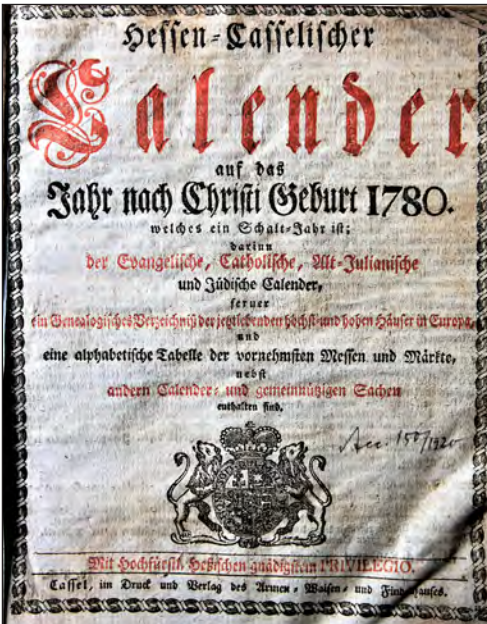 Hessen-Casselischer
Calender
auf das
Jahr nach Christi Geburt 1780.
welches ein Schalt-Jahr ist;
darinn
der Evangelische, Catholische, Alt-Julianische
und Jüdische Calender,
ferner
ein Genealogisches Verzeichniß der jetztlebenden höchst- und hohen Häuser in Europa,
und
eine alphabetische Tabelle der vornehmsten Messen und Märkte,
nebst
andern Calender- und gemeinnützigen Sachen
enthalten sind.
Acc. 150/1920
Mit Hochfürstl. Heßischen gnädigstem PRIVILEGIO.
Cassel, im Druck und Verlag des Armen- Waisen- und Findelhauses.